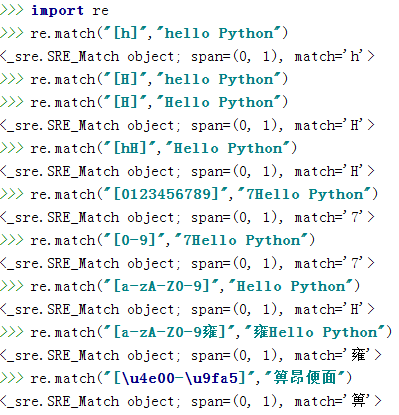 >>> import re
>>> re.match("[h]","hello Python")
<_sre.SRE_Match object; span=(0, 1), match='h'>
>>> re.match("[H]","hello Python")
>>> re.match("[H]","Hello Python")
<_sre.SRE_Match object; span=(0, 1), match='H'>
>>> re.match("[hH]","Hello Python")
<_sre.SRE_Match object; span=(0, 1), match='H'>
>>> re.match("[0123456789]","7Hello Python")
<_sre.SRE_Match object; span=(0, 1), match='7'>
>>> re.match("[0-9]","7Hello Python")
<_sre.SRE_Match object; span=(0, 1), match='7'>
>>> re.match("[a-zA-Z0-9]","Hello Python")
<_sre.SRE_Match object; span=(0, 1), match='H'>
>>> re.match("[a-zA-Z0-9雍]","雍Hello Python")
<_sre.SRE_Match object; span=(0, 1), match='雍'>
>>> re.match("[\u4e00-\u9fa5]","箅昂便面")
<_sre.SRE_Match object; span=(0, 1), match='箅'>